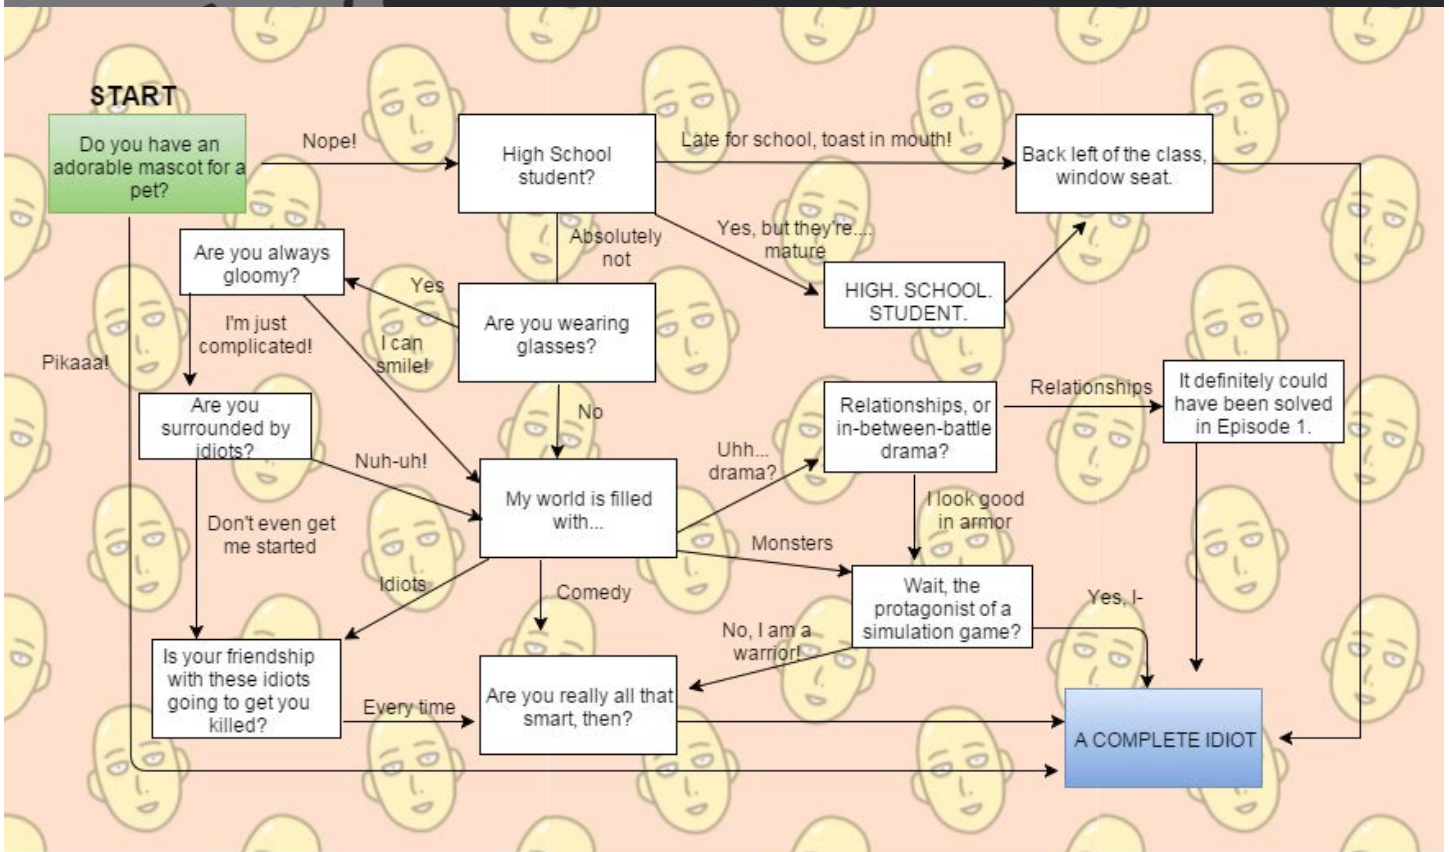 START
Do you have an
adorable mascot for a
pet?
Nope!
High School
student?
Late for school, toast in mouth!
Back left of the class,
window seat.
Absolutely
not
Yes, but they're....
mature
HIGH. SCHOOL.
STUDENT.
Are you always
gloomy?
Yes
Are you wearing
glasses?
I'm just
complicated!
I can
smile!
Pikaaa!
No
Are you
surrounded by
idiots?
Nuh-uh!
Don't even get
me started
My world is filled
with...
Uhh...
drama?
Relationships, or
in-between-battle
drama?
Relationships
It definitely could
have been solved
in Episode 1.
I look good
in armor
Monsters
Idiots
Comedy
Wait, the
protagonist of a
simulation game?
Yes, I-
No, I am a
warrior!
Is your friendship
with these idiots
going to get you
killed?
Every time
Are you really all that
smart, then?
A COMPLETE IDIOT